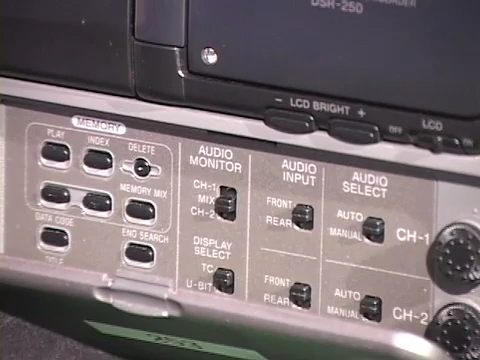 DSR-250
- LCD BRIGHT +
OFF LCD ON
MEMORY
PLAY INDEX DELETE
MEMORY MIX
DATA CODE END SEARCH
TITLE
AUDIO
MONITOR
CH-1
MIX
CH-2
DISPLAY
SELECT
TC
U-BIT
AUDIO
INPUT
FRONT
REAR
FRONT
REAR
AUDIO
SELECT
AUTO
MANUAL
CH-1
AUTO
MANUAL
CH-2